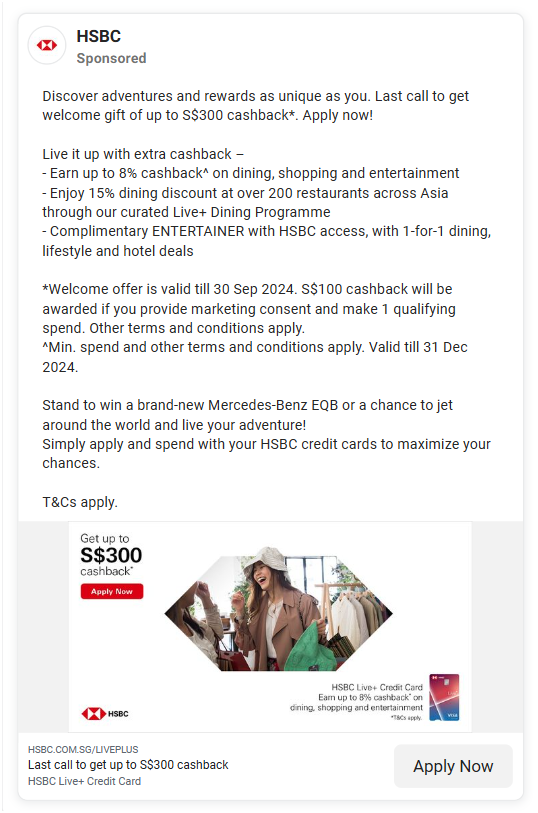 HSBC
Sponsored
Discover adventures and rewards as unique as you. Last call to get
welcome gift of up to S$300 cashback*. Apply now!
Live it up with extra cashback –
- Earn up to 8% cashback^ on dining, shopping and entertainment
- Enjoy 15% dining discount at over 200 restaurants across Asia
through our curated Live+ Dining Programme
- Complimentary ENTERTAINER with HSBC access, with 1-for-1 dining,
lifestyle and hotel deals
*Welcome offer is valid till 30 Sep 2024. S$100 cashback will be
awarded if you provide marketing consent and make 1 qualifying
spend. Other terms and conditions apply.
^Min. spend and other terms and conditions apply. Valid till 31 Dec
2024.
Stand to win a brand-new Mercedes-Benz EQB or a chance to jet
around the world and live your adventure!
Simply apply and spend with your HSBC credit cards to maximize your
chances.
T&Cs apply.
Get up to
S$300
cashback*
Apply Now
HSBC Live+ Credit Card
Earn up to 8% cashback* on
dining, shopping and entertainment
*T&Cs apply.
VISA
HSBC
HSBC.COM.SG/LIVEPLUS
Last call to get up to S$300 cashback
HSBC Live+ Credit Card
Apply Now